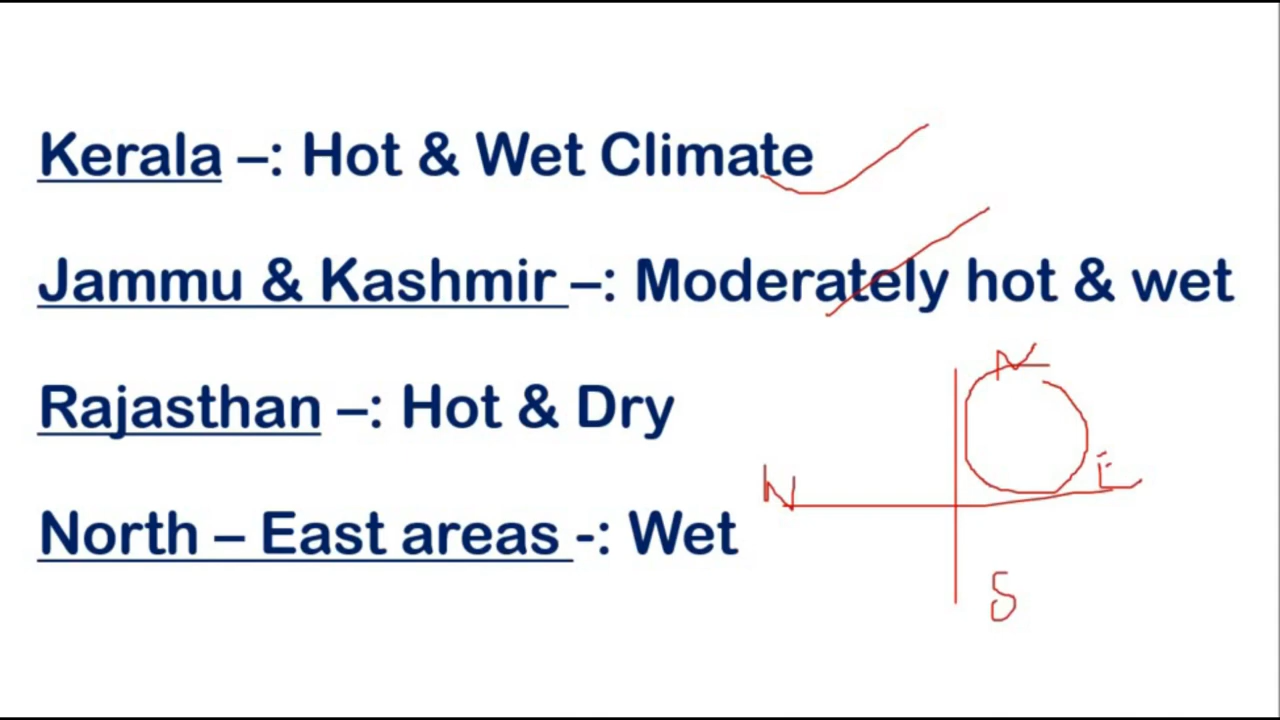 Kerala –: Hot & Wet Climate
Jammu & Kashmir –: Moderately hot & wet
Rajasthan –: Hot & Dry
North – East areas -: Wet
N
E
S